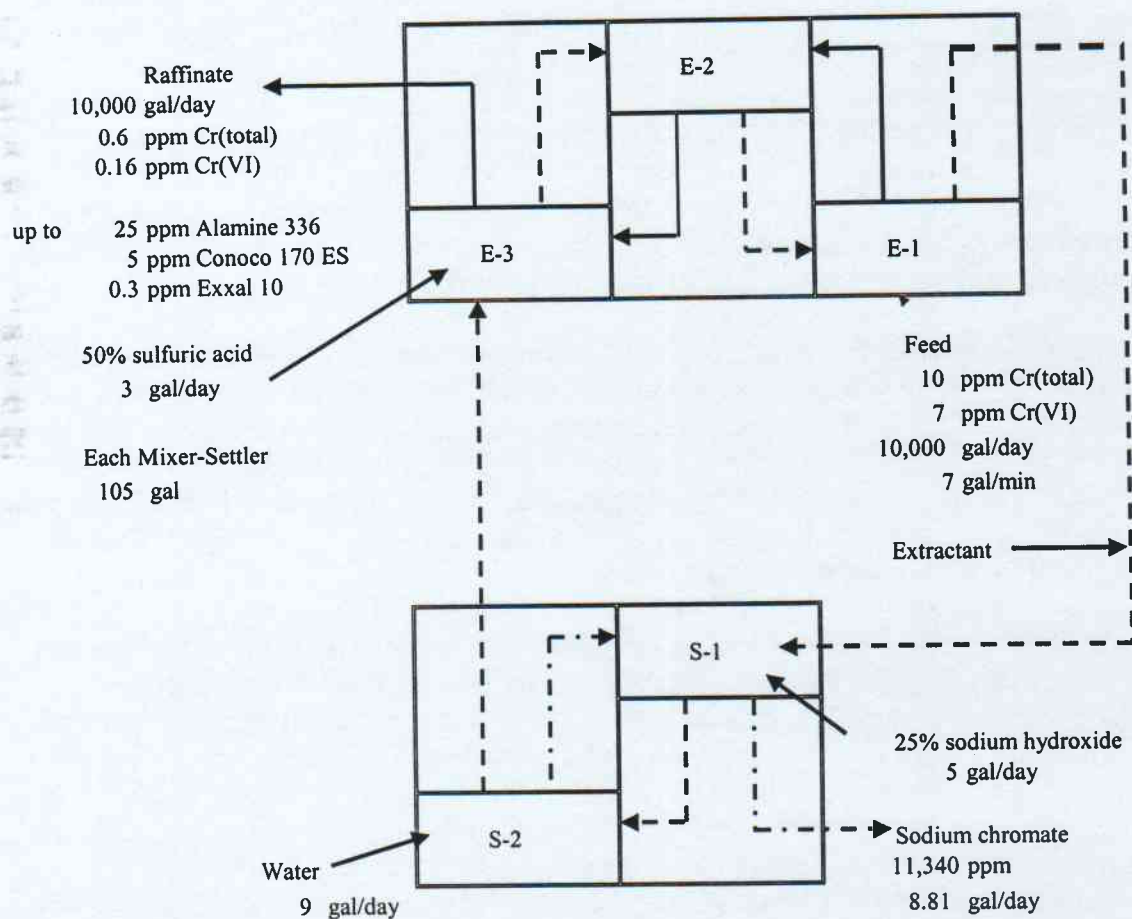 Raffinate
10,000 gal/day
0.6 ppm Cr(total)
0.16 ppm Cr(VI)
up to 25 ppm Alamine 336
5 ppm Conoco 170 ES
0.3 ppm Exxal 10
50% sulfuric acid
3 gal/day
Each Mixer-Settler
105 gal
E-2
E-3
E-1
Feed
10 ppm Cr(total)
7 ppm Cr(VI)
10,000 gal/day
7 gal/min
Extractant
S-1
25% sodium hydroxide
5 gal/day
S-2
Water
9 gal/day
Sodium chromate
11,340 ppm
8.81 gal/day